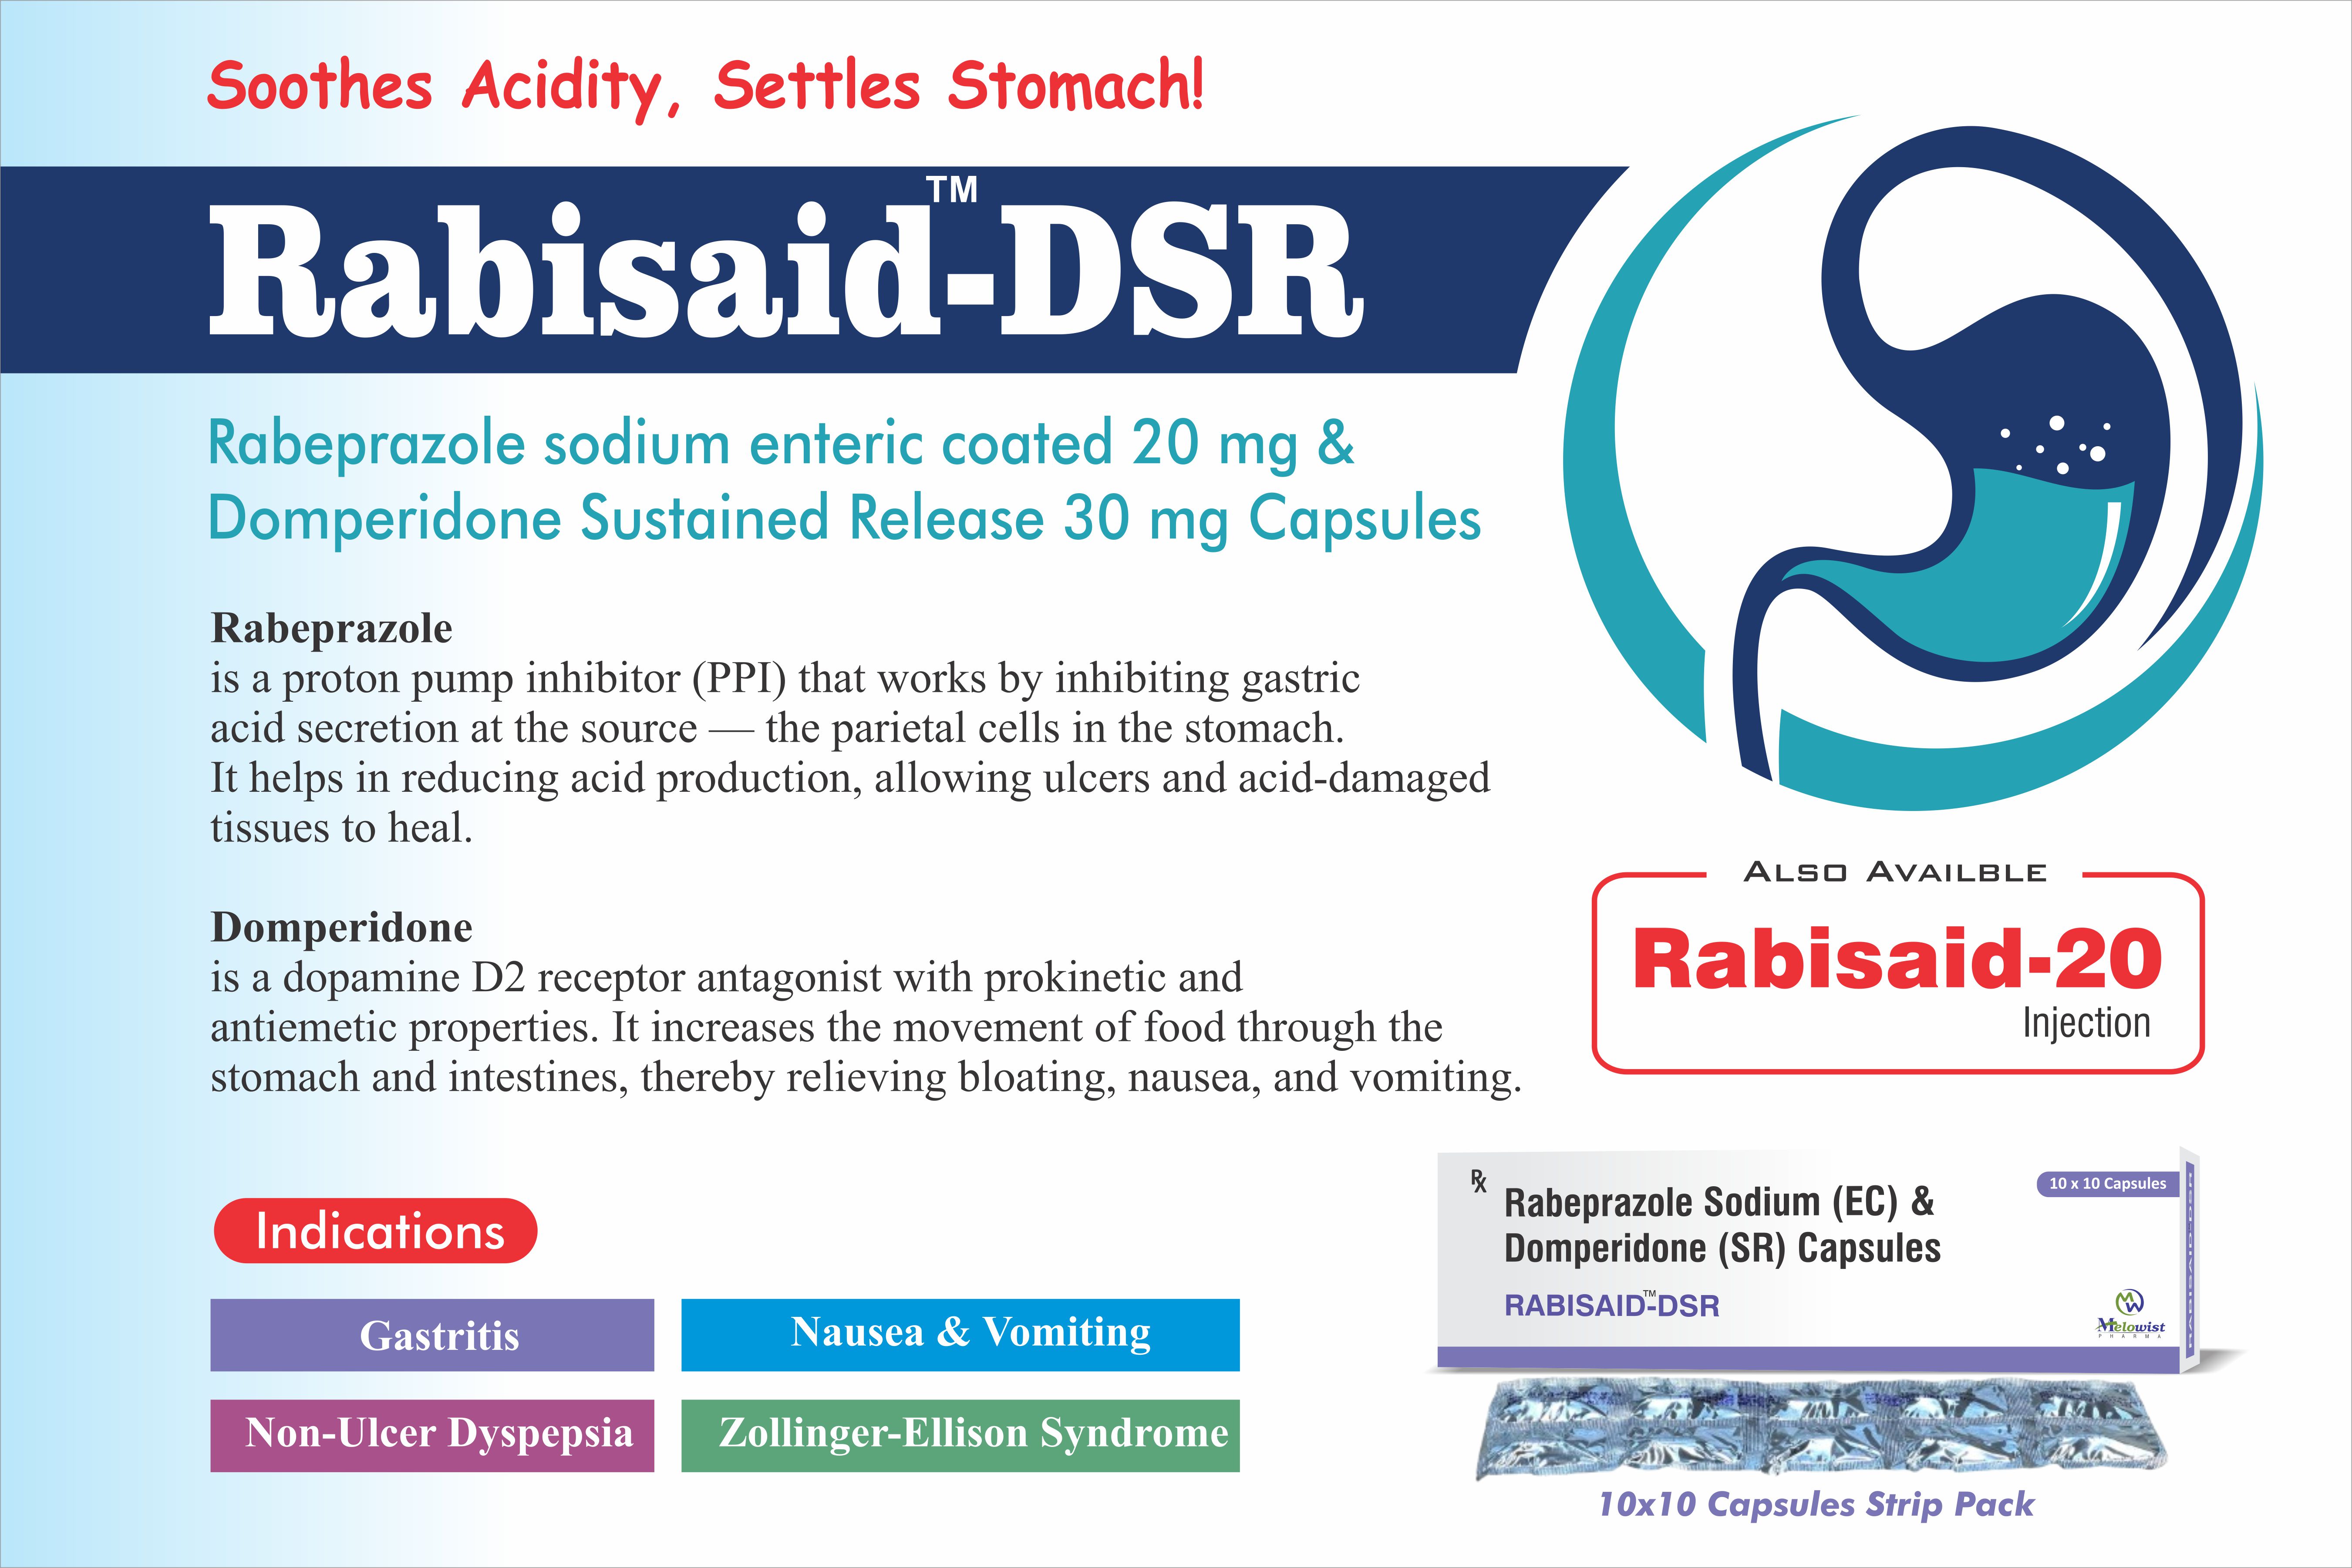 Soothes Acidity, Settles Stomach!
Rabisaid™-DSR
Rabeprazole sodium enteric coated 20 mg &
Domperidone Sustained Release 30 mg Capsules
Rabeprazole
is a proton pump inhibitor (PPI) that works by inhibiting gastric
acid secretion at the source — the parietal cells in the stomach.
It helps in reducing acid production, allowing ulcers and acid-damaged
tissues to heal.
Domperidone
is a dopamine D2 receptor antagonist with prokinetic and
antiemetic properties. It increases the movement of food through the
stomach and intestines, thereby relieving bloating, nausea, and vomiting.
Indications
Gastritis
Nausea & Vomiting
Non-Ulcer Dyspepsia
Zollinger-Ellison Syndrome
ALSO AVAILBLE
Rabisaid-20
Injection
Rx
Rabeprazole Sodium (EC) &
Domperidone (SR) Capsules
RABISAID™-DSR
10 x 10 Capsules
MW
Melowist
PHARMA
10x10 Capsules Strip Pack